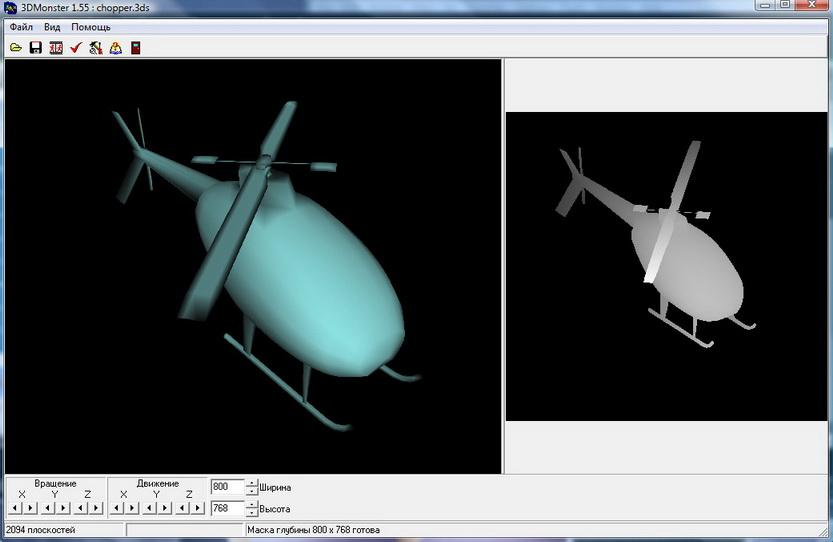 3DMonster 1.55 : chopper.3ds
Файл Вид Помощь
Вращение Движение
X Y Z X Y Z
800 Ширина
768 Высота
2094 плоскостей Маска глубины 800 x 768 готова